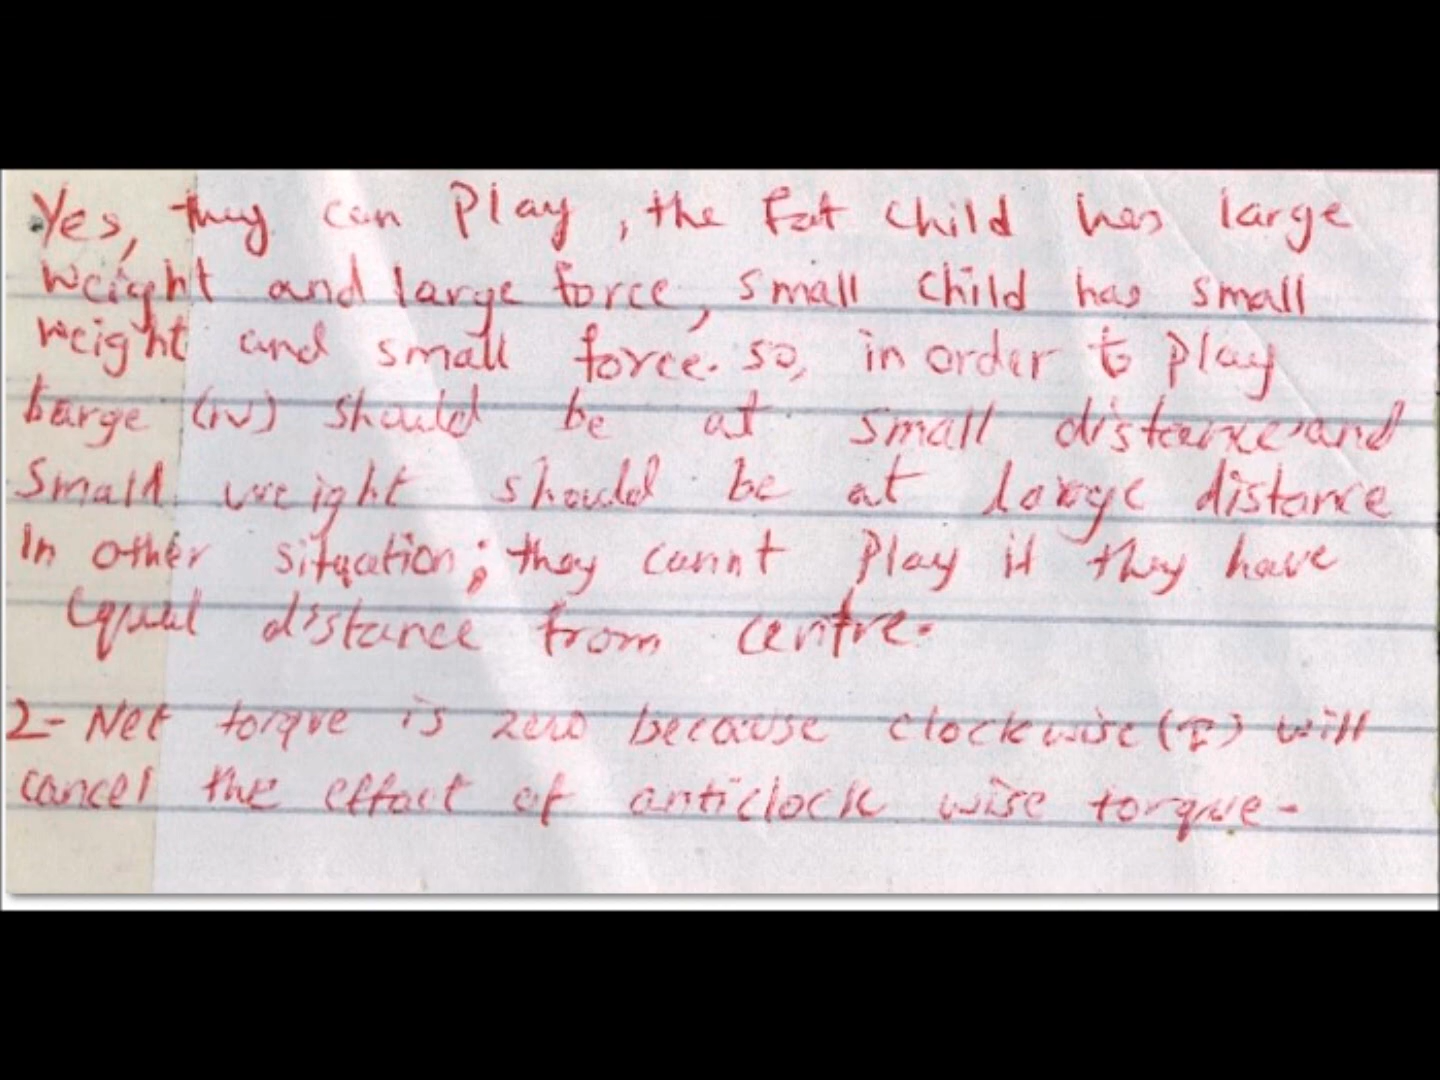 Yes, they can Play, the Fat child has large
weight and large force, small child has small
weight and small force. so, in order to play
large (w) should be at small distance and
small weight should be at large distance
In other situation; they cannt Play if they have
Equal distance from centre.
2- Net torque is zero because clockwise (τ) will
cancel the effect of anticlock wise torque-